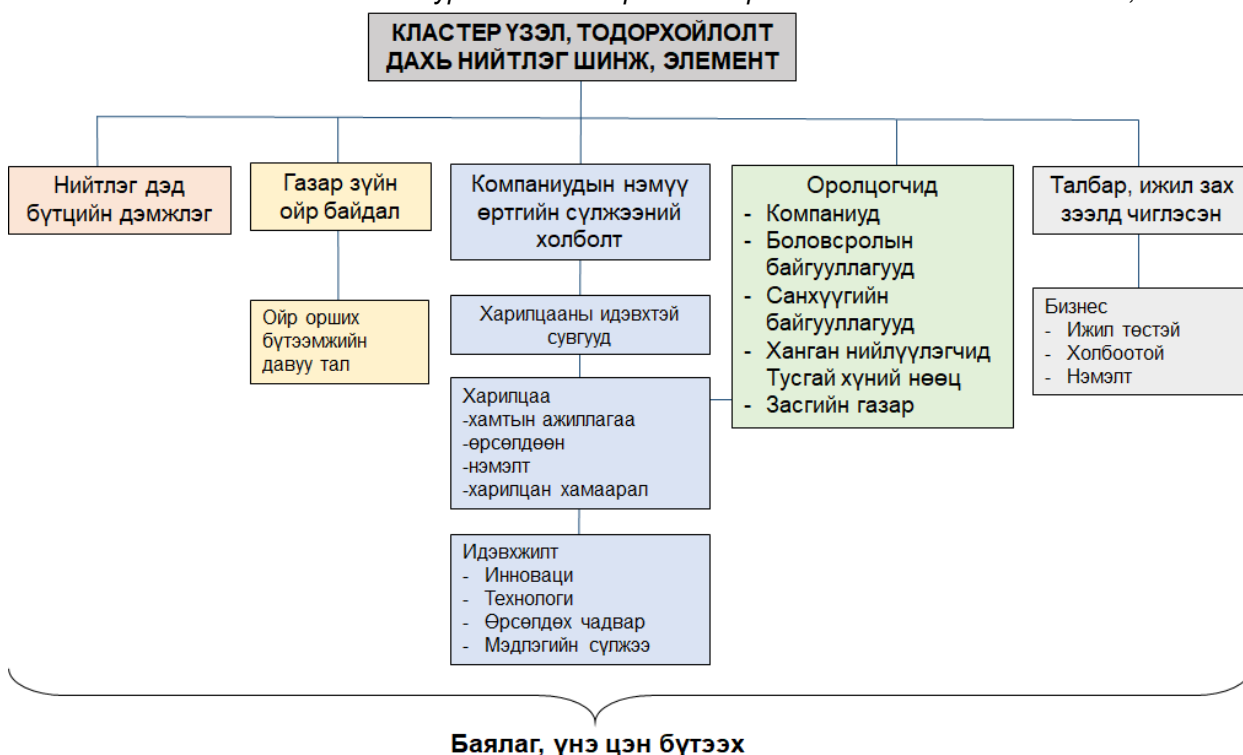 КЛАСТЕР ҮЗЭЛ, ТОДОРХОЙЛОЛТ
ДАХЬ НИЙТЛЭГ ШИНЖ, ЭЛЕМЕНТ
Нийтлэг дэд
бүтцийн дэмжлэг
Газар зүйн
ойр байдал
Ойр орших
бүтээмжийн
давуу тал
Компаниудын нэмүү
өртгийн сүлжээний
холболт
Харилцааны идэвхтэй
сувгууд
Харилцаа
-хамтын ажиллагаа
-өрсөлдөөн
-нэмэлт
-харилцан хамаарал
Идэвхжилт
- Инноваци
- Технологи
- Өрсөлдөх чадвар
- Мэдлэгийн сүлжээ
Оролцогчид
- Компаниуд
- Боловсролын
байгууллагууд
- Санхүүгийн
байгууллагууд
- Ханган нийлүүлэгчид
Тусгай хүний нөөц
- Засгийн газар
Талбар, ижил зах
зээлд чиглэсэн
Бизнес
- Ижил төстэй
- Холбоотой
- Нэмэлт
Баялаг, үнэ цэн бүтээх